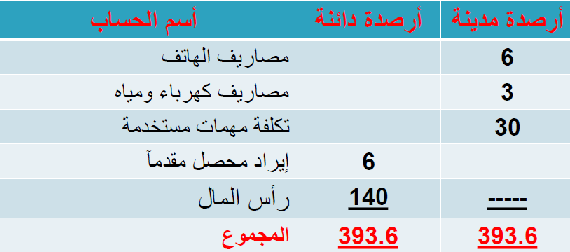 أرصدة مدينة أرصدة دائنة أسم الحساب
6 مصاريف الهاتف
3 مصاريف كهرباء ومياه
30 تكلفة مهمات مستخدمة
6 إيراد محصل مقدمآ
----- 140 رأس المال
393.6 393.6 المجموع